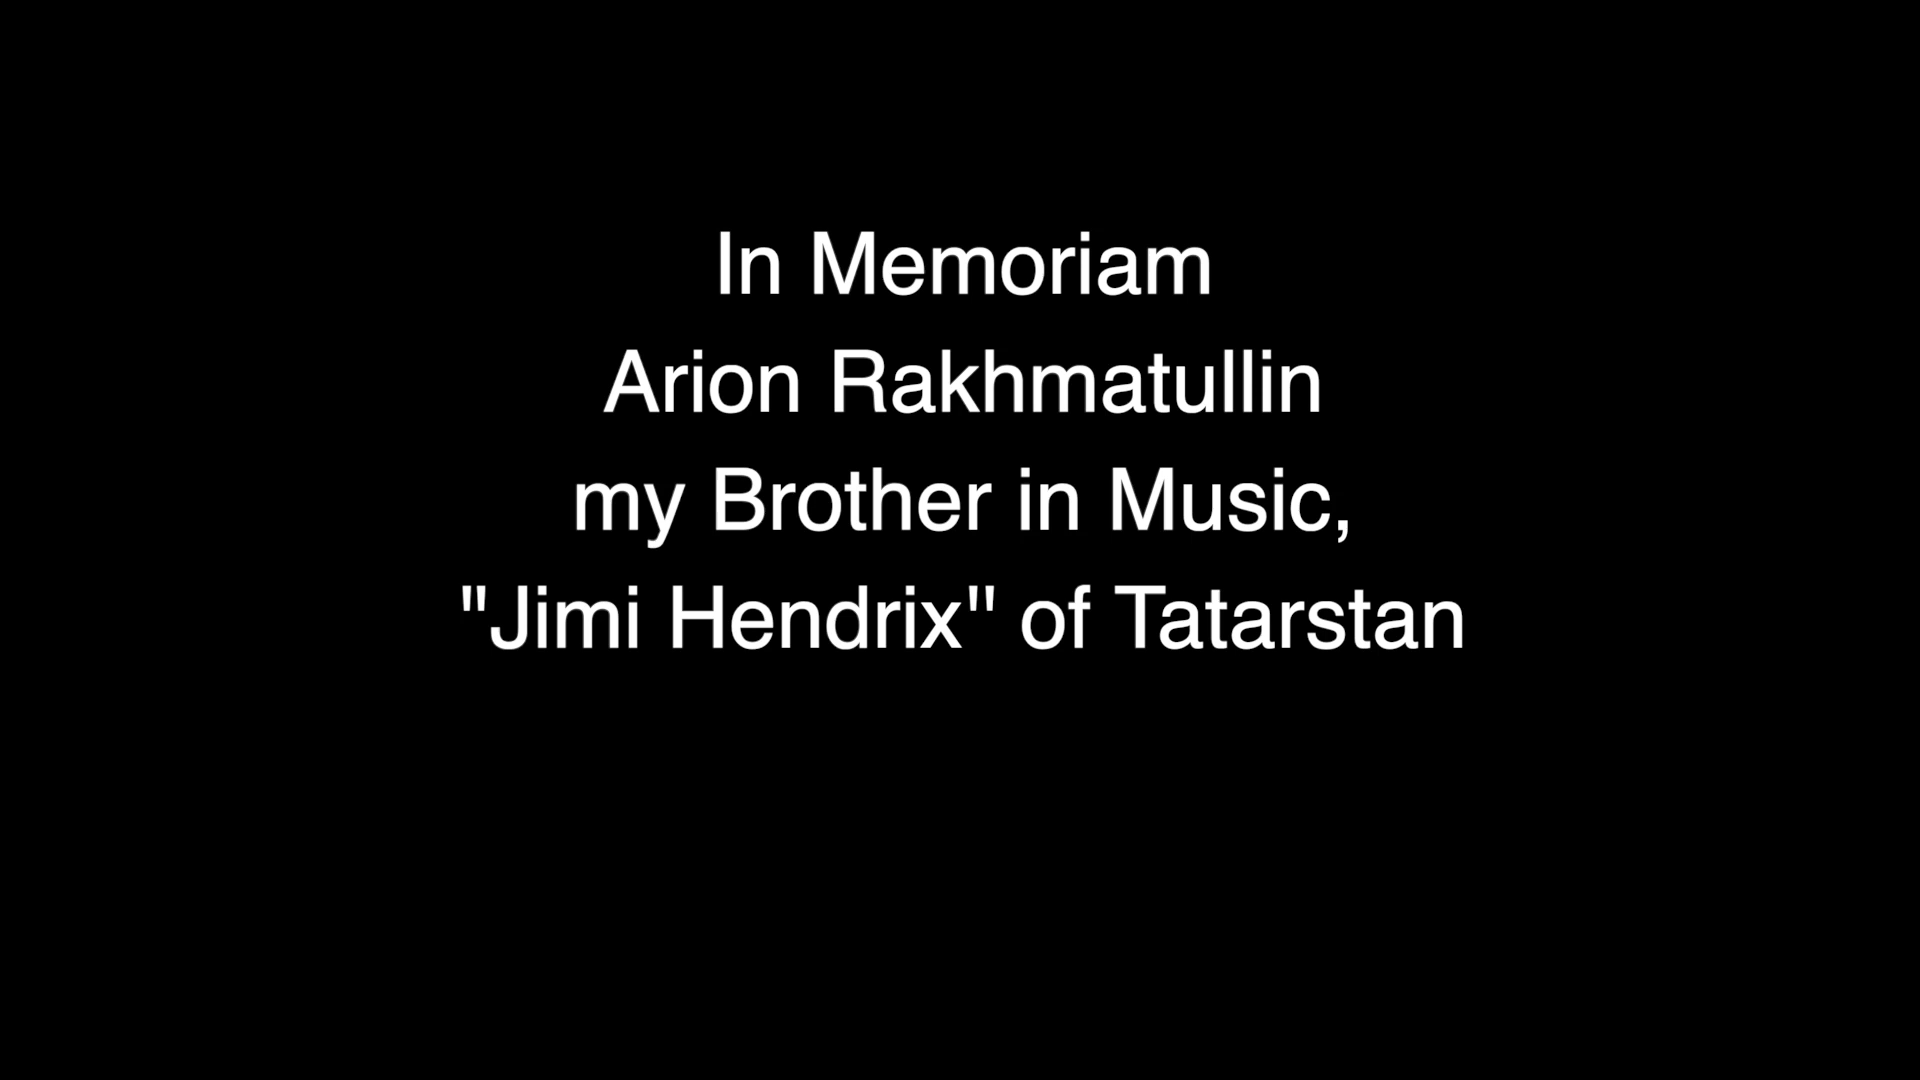 In Memoriam
Arion Rakhmatullin
my Brother in Music,
"Jimi Hendrix" of Tatarstan